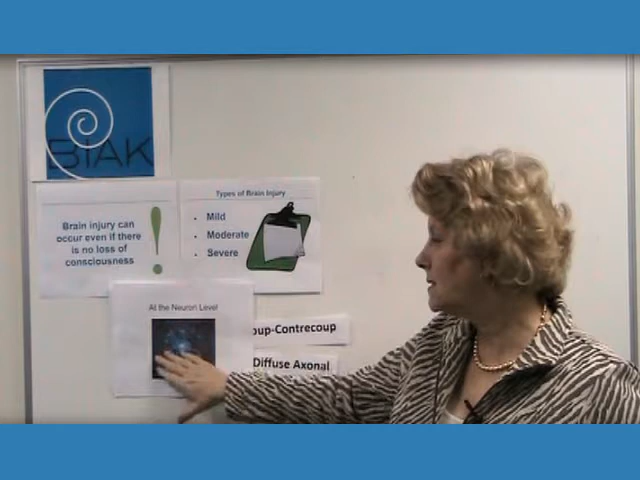 BIAK
Brain injury can
occur even if there
is no loss of
consciousness
Types of Brain Injury
Mild
Moderate
Severe
At the Neuron Level
oup-Contrecoup
Diffuse Axonal